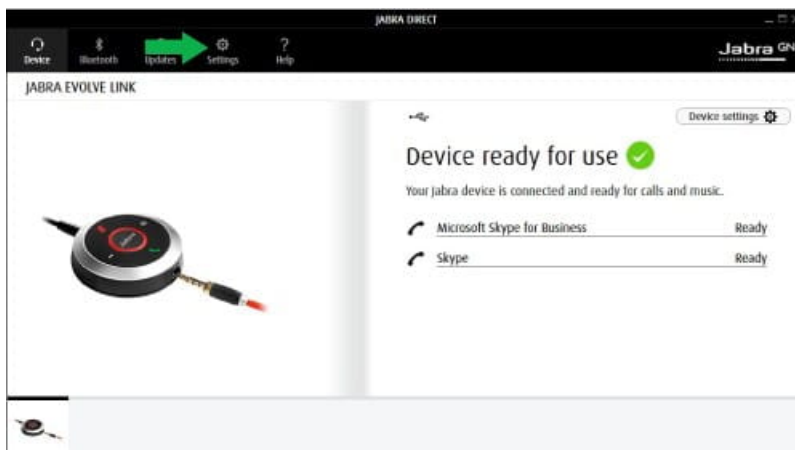 JABRA DIRECT
Device
Bluetooth
Updates
Settings
?
Help
Jabra GN
JABRA EVOLVE LINK
Device settings
Device ready for use
Your Jabra device is connected and ready for calls and music.
Microsoft Skype for Business Ready
Skype Ready